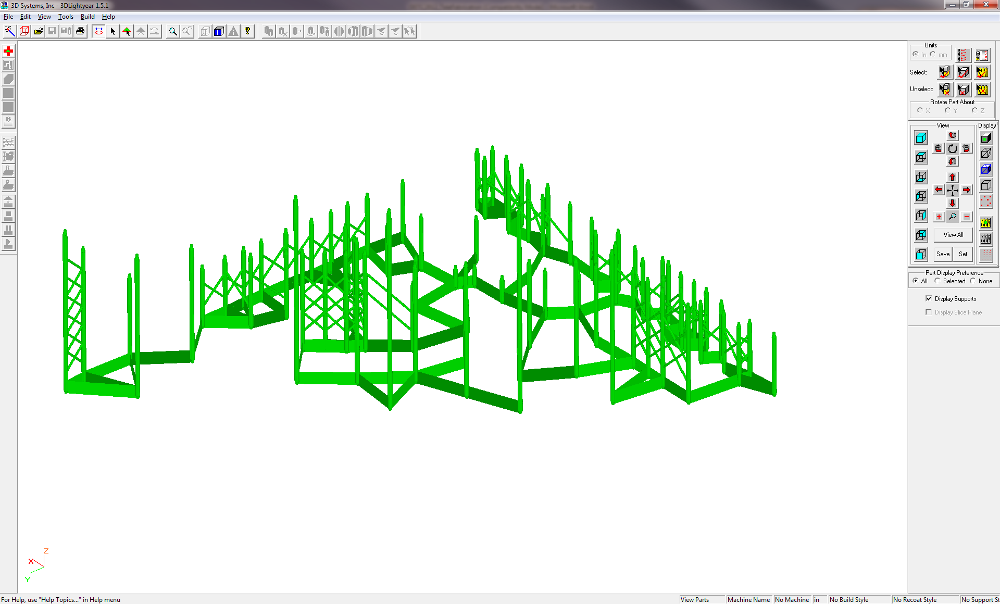 3D Systems, Inc - 3DLightyear 1.5.1
File Edit View Tools Build Help
Units
In mm
Select:
Unselect:
Rotate Part About
X Y Z
View Display
View All
Save Set
Part Display Preference
All Selected None
Display Supports
Display Slice Plane
Z
X
Y
For Help, use "Help Topics..." in Help menu
View Parts Machine Name No Machine in No Build Style No Recoat Style No Support St